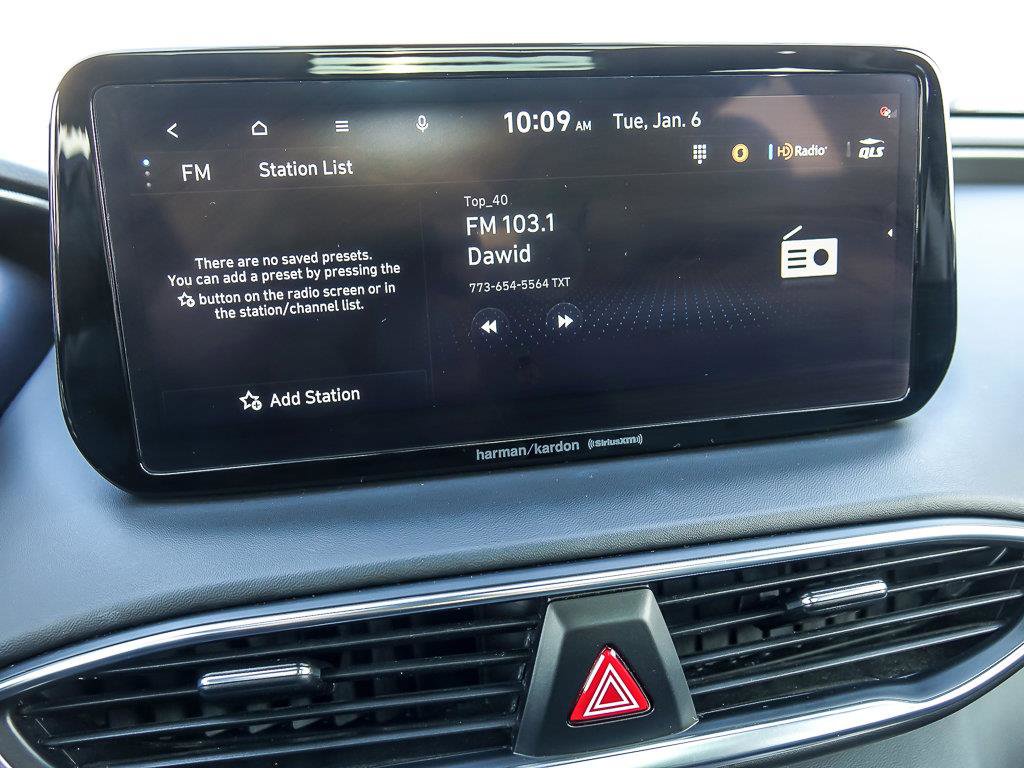 10:09 AM Tue, Jan. 6
FM Station List
HD Radio
QLS
Top_40
FM 103.1
Dawid
773-654-5564 TXT
There are no saved presets.
You can add a preset by pressing the
button on the radio screen or in
the station/channel list.
Add Station
harman/kardon SiriusXM